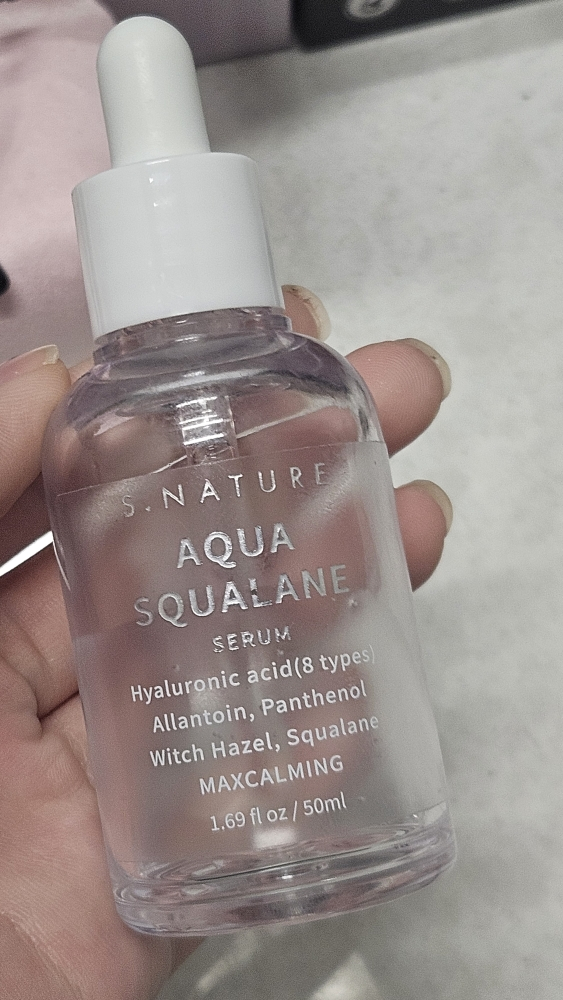 S.NATURE
AQUA
SQUALANE
SERUM
Hyaluronic acid(8 types)
Allantoin, Panthenol
Witch Hazel, Squalane
MAXCALMING
1.69 fl oz / 50ml